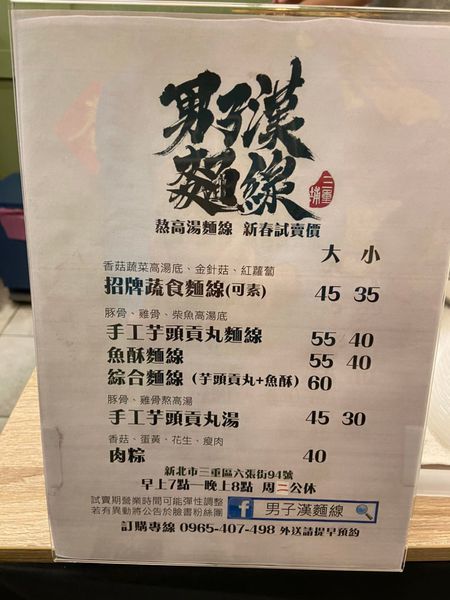 男子漢
麵線
三重埔
熬高湯麵線 新春試賣價
大 小
香菇蔬菜高湯底、金針菇、紅蘿蔔
招牌蔬食麵線(可素) 45 35
豚骨、雞骨、柴魚高湯底
手工芋頭貢丸麵線 55 40
魚酥麵線 55 40
綜合麵線 (芋頭貢丸+魚酥) 60
豚骨、雞骨熬高湯
手工芋頭貢丸湯 45 30
香菇、蛋黃、花生、瘦肉
肉粽 40
新北市三重區六張街94號
早上7點一晚上8點 周二公休
試賣期營業時間可能彈性調整
若有異動將公告於臉書粉絲團
f 男子漢麵線
訂購專線 0965-407-498 外送請提早預約